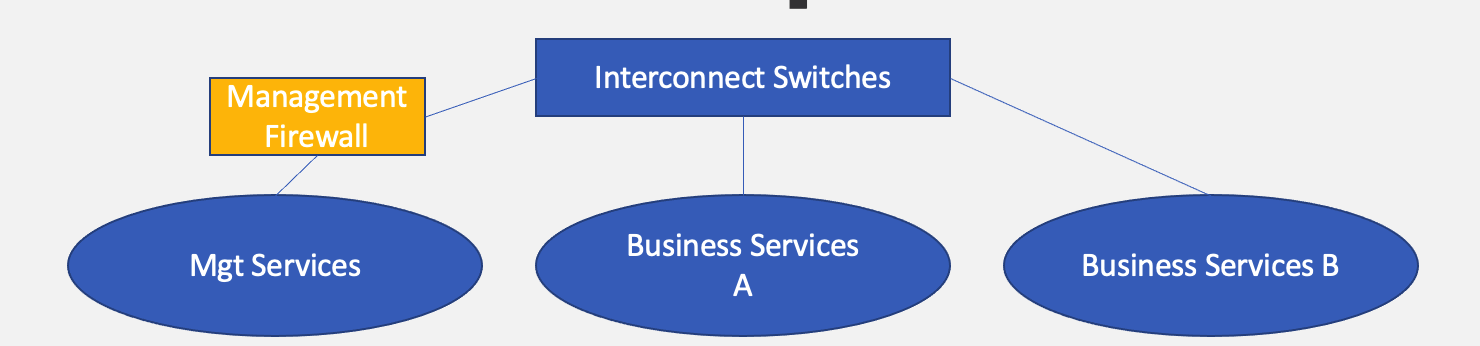 Interconnect Switches
Management
Firewall
Mgt Services
Business Services
A
Business Services B